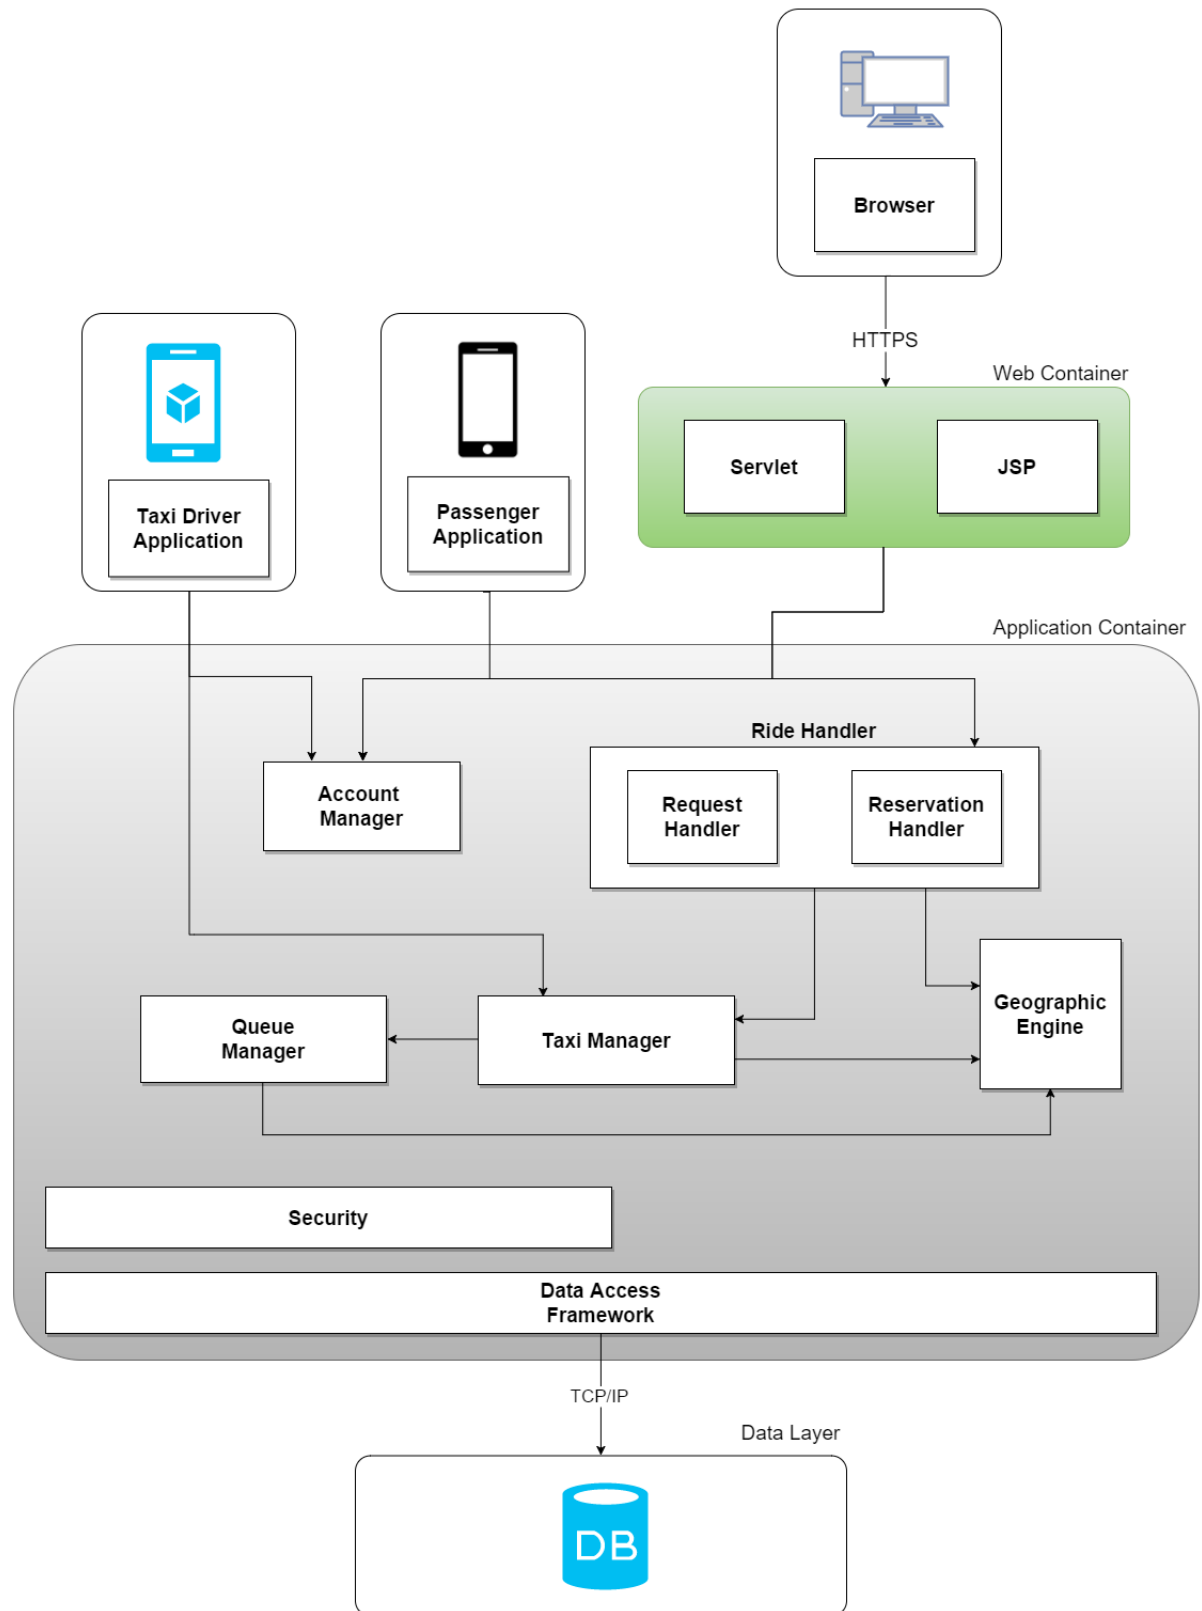 Browser
HTTPS
Web Container
Servlet
JSP
Taxi Driver
Application
Passenger
Application
Application Container
Ride Handler
Account
Manager
Request
Handler
Reservation
Handler
Geographic
Engine
Queue
Manager
Taxi Manager
Security
Data Access
Framework
TCP/IP
Data Layer
DB